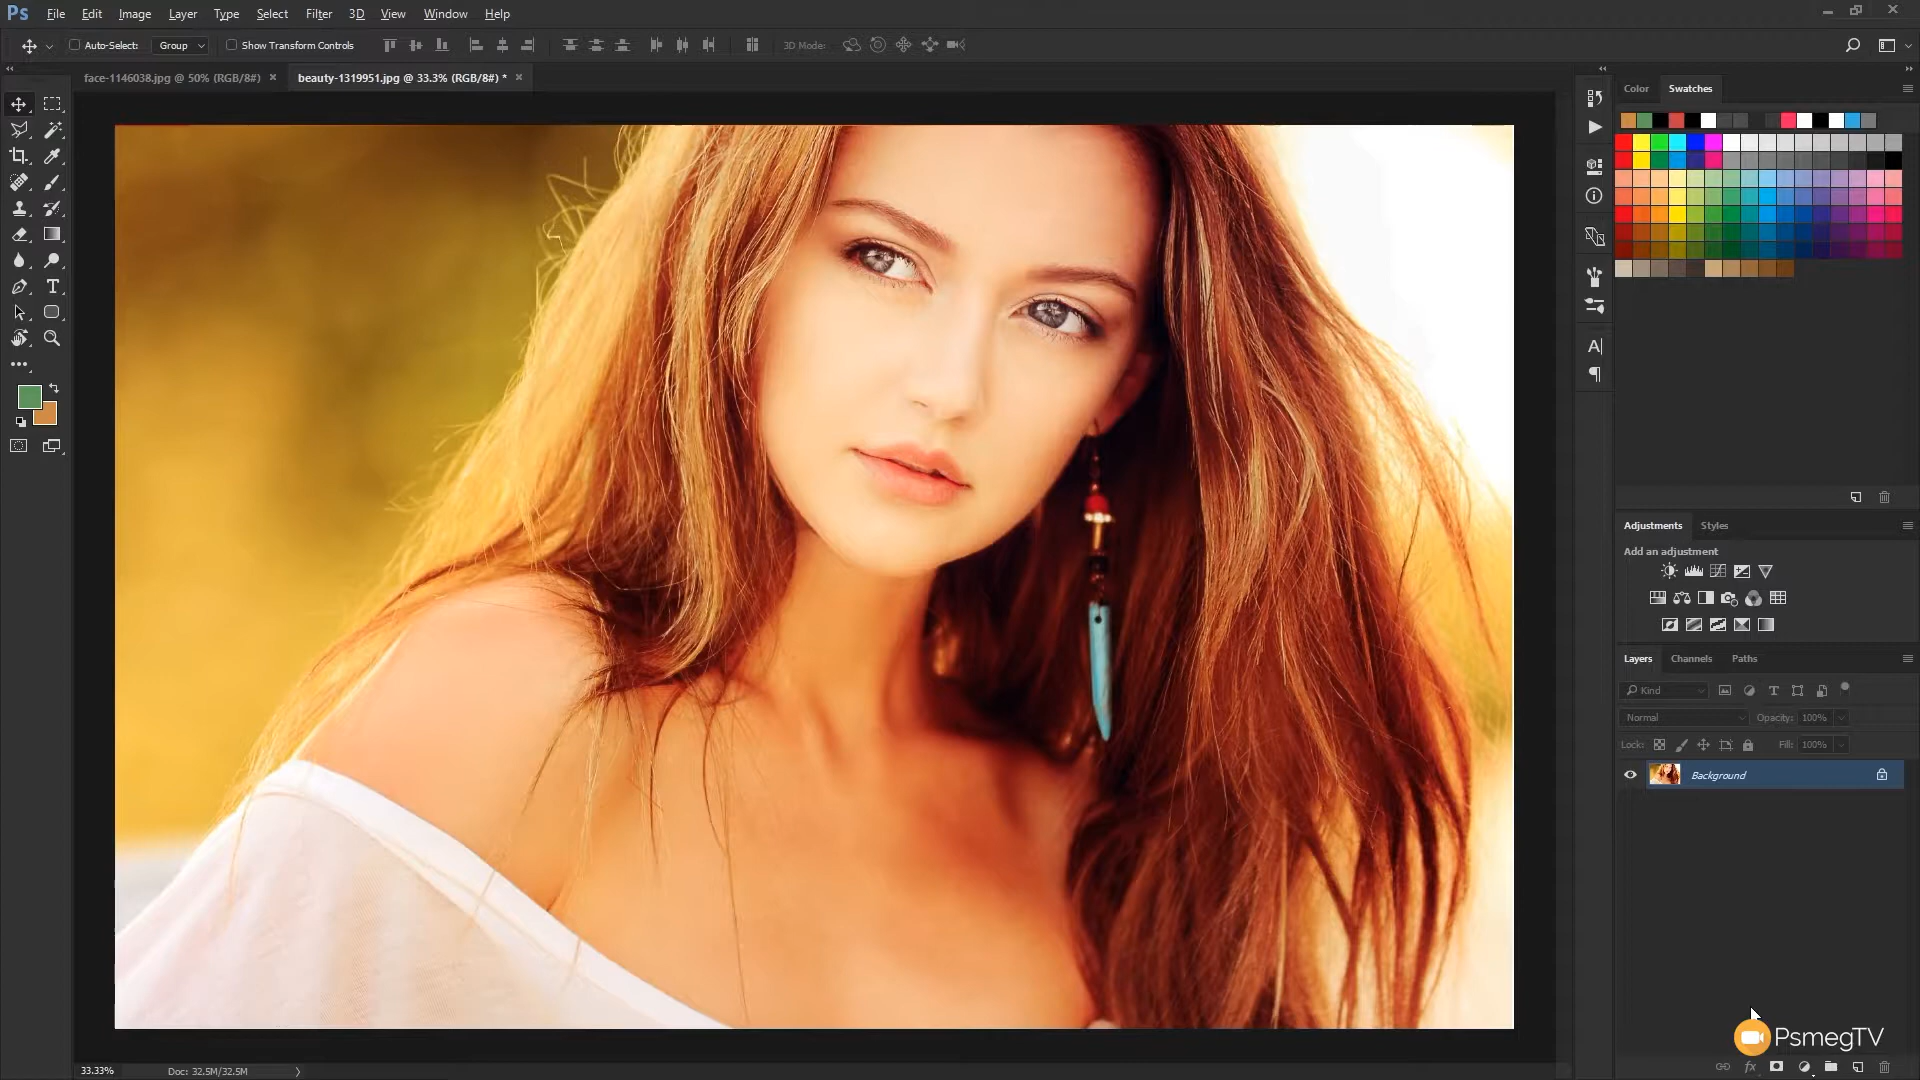 Ps File Edit Image Layer Type Select Filter 3D View Window Help
Auto-Select: Group Show Transform Controls 3D Mode:
face-1146038.jpg @ 50% (RGB/8#) × beauty-1319951.jpg @ 33.3% (RGB/8#) * ×
Color Swatches
Adjustments Styles
Add an adjustment
Layers Channels Paths
Kind
Normal Opacity: 100%
Lock: Fill: 100%
Background
PsmegTV
fx
33.33% Doc: 32.5M/32.5M